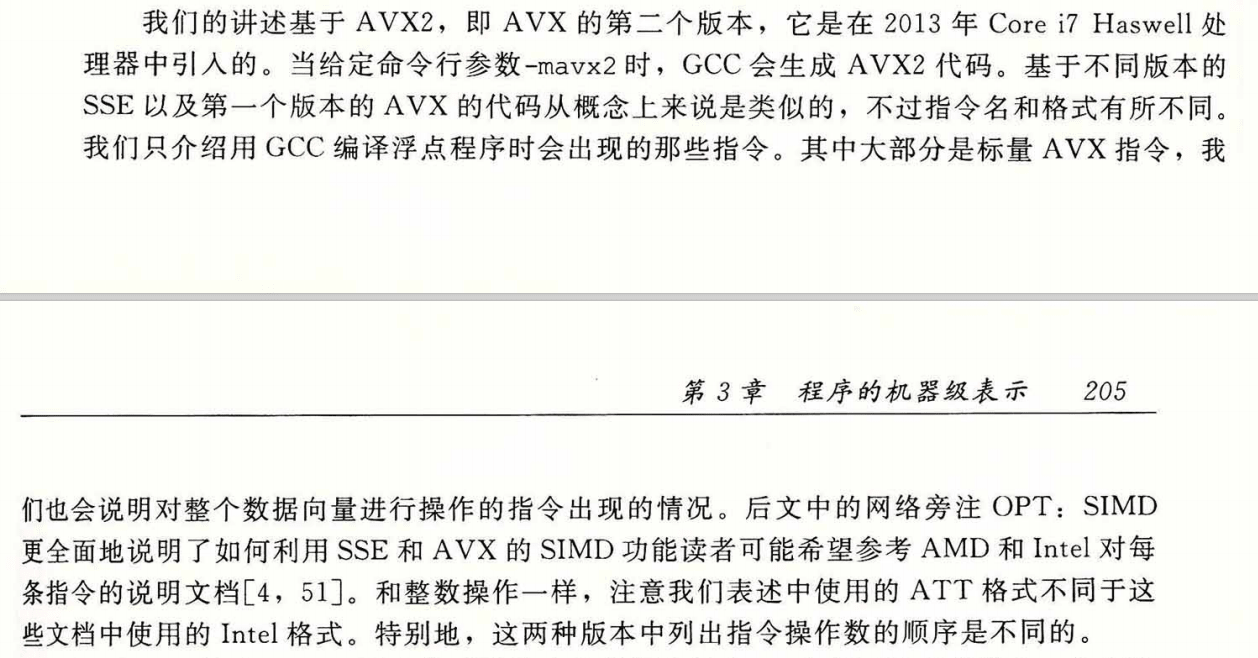 我们的讲述基于 AVX2，即 AVX 的第二个版本，它是在 2013 年 Core i7 Haswell 处
理器中引入的。当给定命令行参数-mavx2 时，GCC 会生成 AVX2 代码。基于不同版本的
SSE 以及第一个版本的 AVX 的代码从概念上来说是类似的，不过指令名和格式有所不同。
我们只介绍用 GCC 编译浮点程序时会出现的那些指令。其中大部分是标量 AVX 指令，我
第 3 章 程序的机器级表示 205
们也会说明对整个数据向量进行操作的指令出现的情况。后文中的网络旁注 OPT：SIMD
更全面地说明了如何利用 SSE 和 AVX 的 SIMD 功能读者可能希望参考 AMD 和 Intel 对每
条指令的说明文档[4，51]。和整数操作一样，注意我们表述中使用的 ATT 格式不同于这
些文档中使用的 Intel 格式。特别地，这两种版本中列出指令操作数的顺序是不同的。